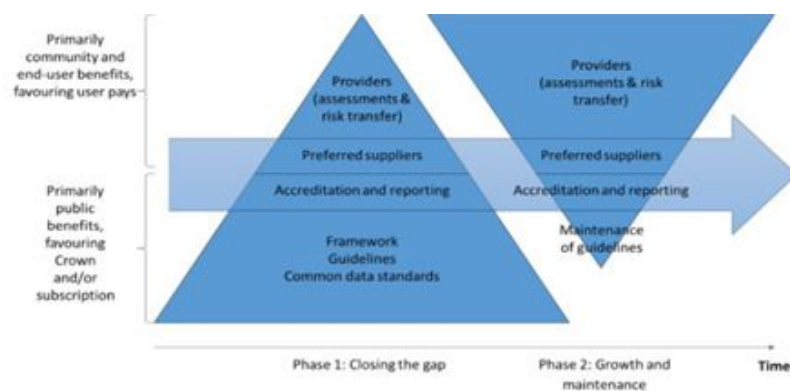 Primarily
community and
end-user benefits,
favouring user pays
Primarily
public
benefits,
favouring
Crown
and/or
subscription
Providers
(assessments &
risk transfer)
Preferred suppliers
Accreditation and reporting
Framework
Guidelines
Common data standards
Providers
(assessments & risk
transfer)
Preferred suppliers
Accreditation and reporting
Maintenance
of guidelines
Phase 1: Closing the gap
Phase 2: Growth and
maintenance
Time